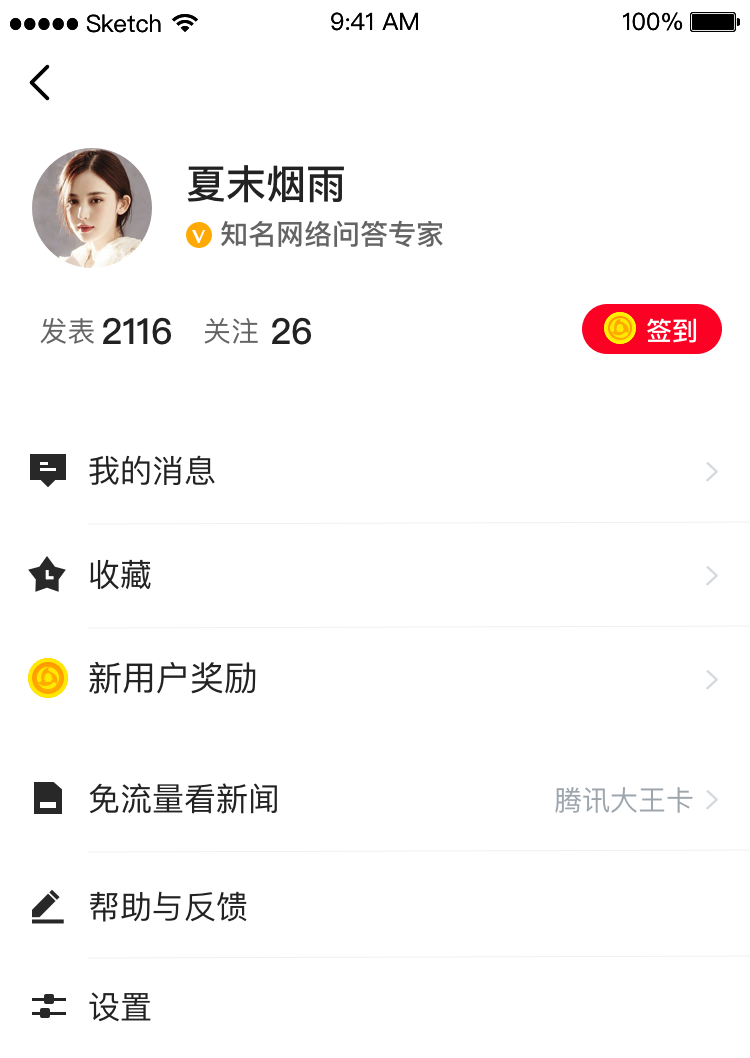 Sketch 9:41 AM 100%
夏末烟雨
V 知名网络问答专家
发表 2116 关注 26 签到
我的消息
收藏
新用户奖励
免流量看新闻 腾讯大王卡
帮助与反馈
设置